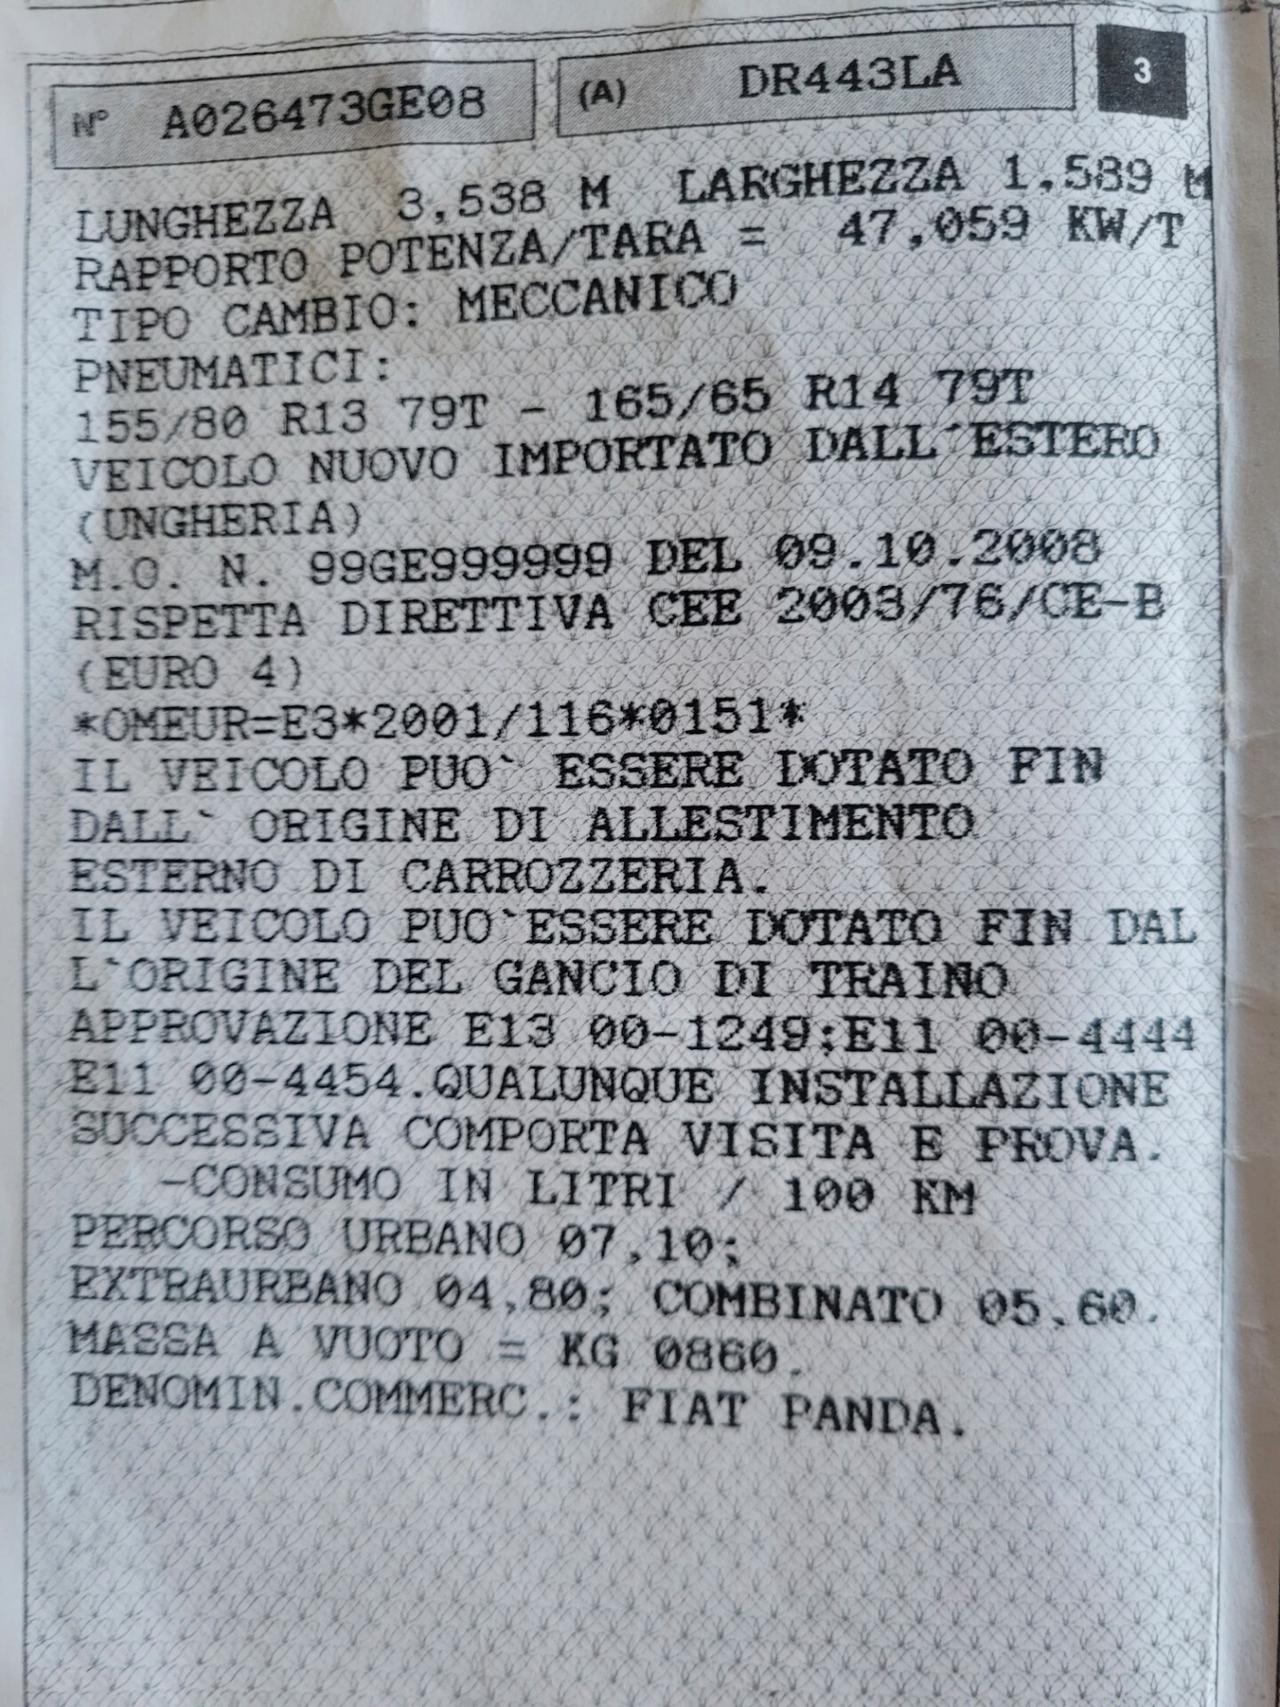 N° A026473GE08 (A) DR443LA 3
LUNGHEZZA 3,538 M LARGHEZZA 1,589 M
RAPPORTO POTENZA/TARA = 47,059 KW/T
TIPO CAMBIO: MECCANICO
PNEUMATICI:
155/80 R13 79T - 165/65 R14 79T
VEICOLO NUOVO IMPORTATO DALL`ESTERO
(UNGHERIA)
M.O. N. 99GE999999 DEL 09.10.2008
RISPETTA DIRETTIVA CEE 2003/76/CE-B
(EURO 4)
*OMEUR=E3*2001/116*0151*
IL VEICOLO PUO` ESSERE DOTATO FIN
DALL` ORIGINE DI ALLESTIMENTO
ESTERNO DI CARROZZERIA.
IL VEICOLO PUO`ESSERE DOTATO FIN DAL
L`ORIGINE DEL GANCIO DI TRAINO
APPROVAZIONE E13 00-1249;E11 00-4444
E11 00-4454.QUALUNQUE INSTALLAZIONE
SUCCESSIVA COMPORTA VISITA E PROVA.
-CONSUMO IN LITRI / 100 KM
PERCORSO URBANO 07,10;
EXTRAURBANO 04,80; COMBINATO 05,60.
MASSA A VUOTO = KG 0860.
DENOMIN.COMMERC.: FIAT PANDA.